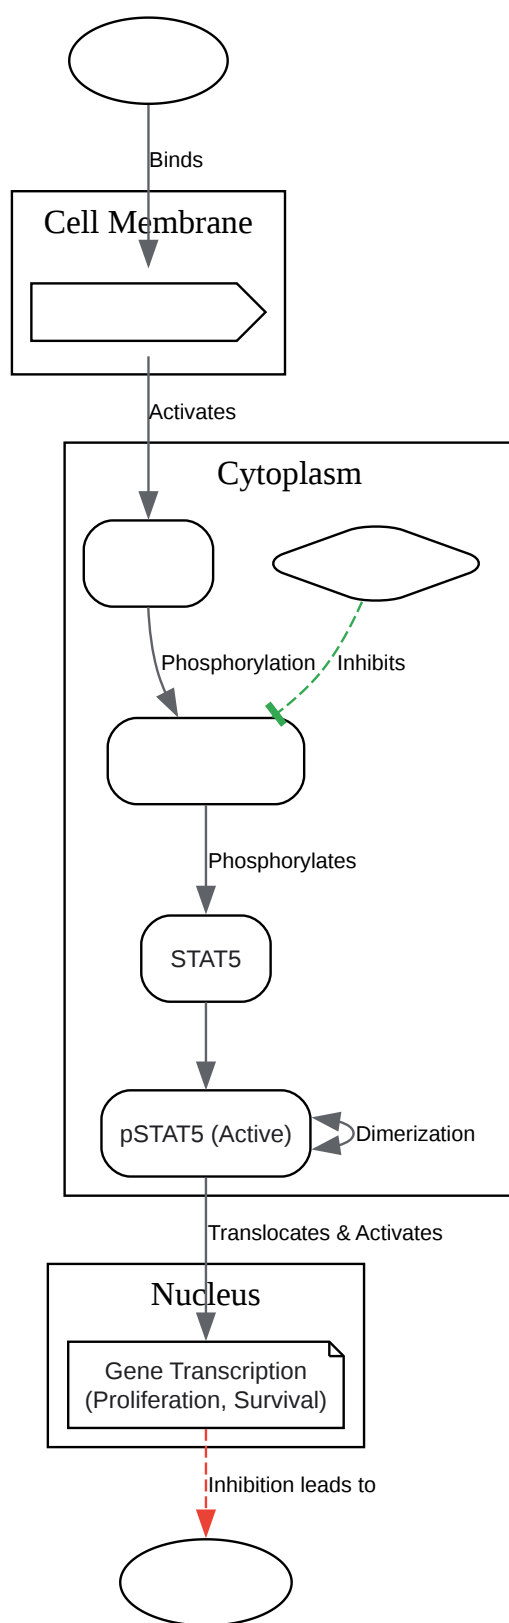 Binds
Cell Membrane
Activates
Cytoplasm
Phosphorylation
Inhibits
Phosphorylates
STAT5
pSTAT5 (Active)
Dimerization
Translocates & Activates
Nucleus
Gene Transcription
(Proliferation, Survival)
Inhibition leads to